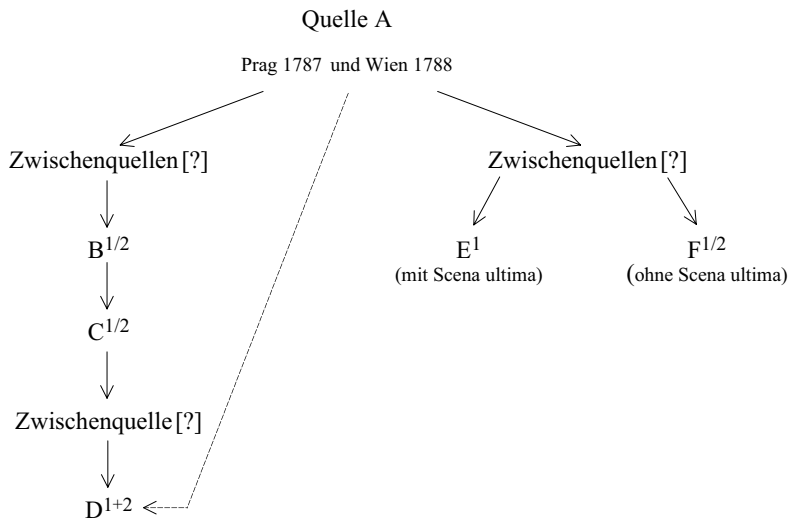 Quelle A
Prag 1787 und Wien 1788
Zwischenquellen [?]
Zwischenquellen [?]
B1/2
E1
F1/2
(mit Scena ultima)
(ohne Scena ultima)
C1/2
Zwischenquelle [?]
D1+2